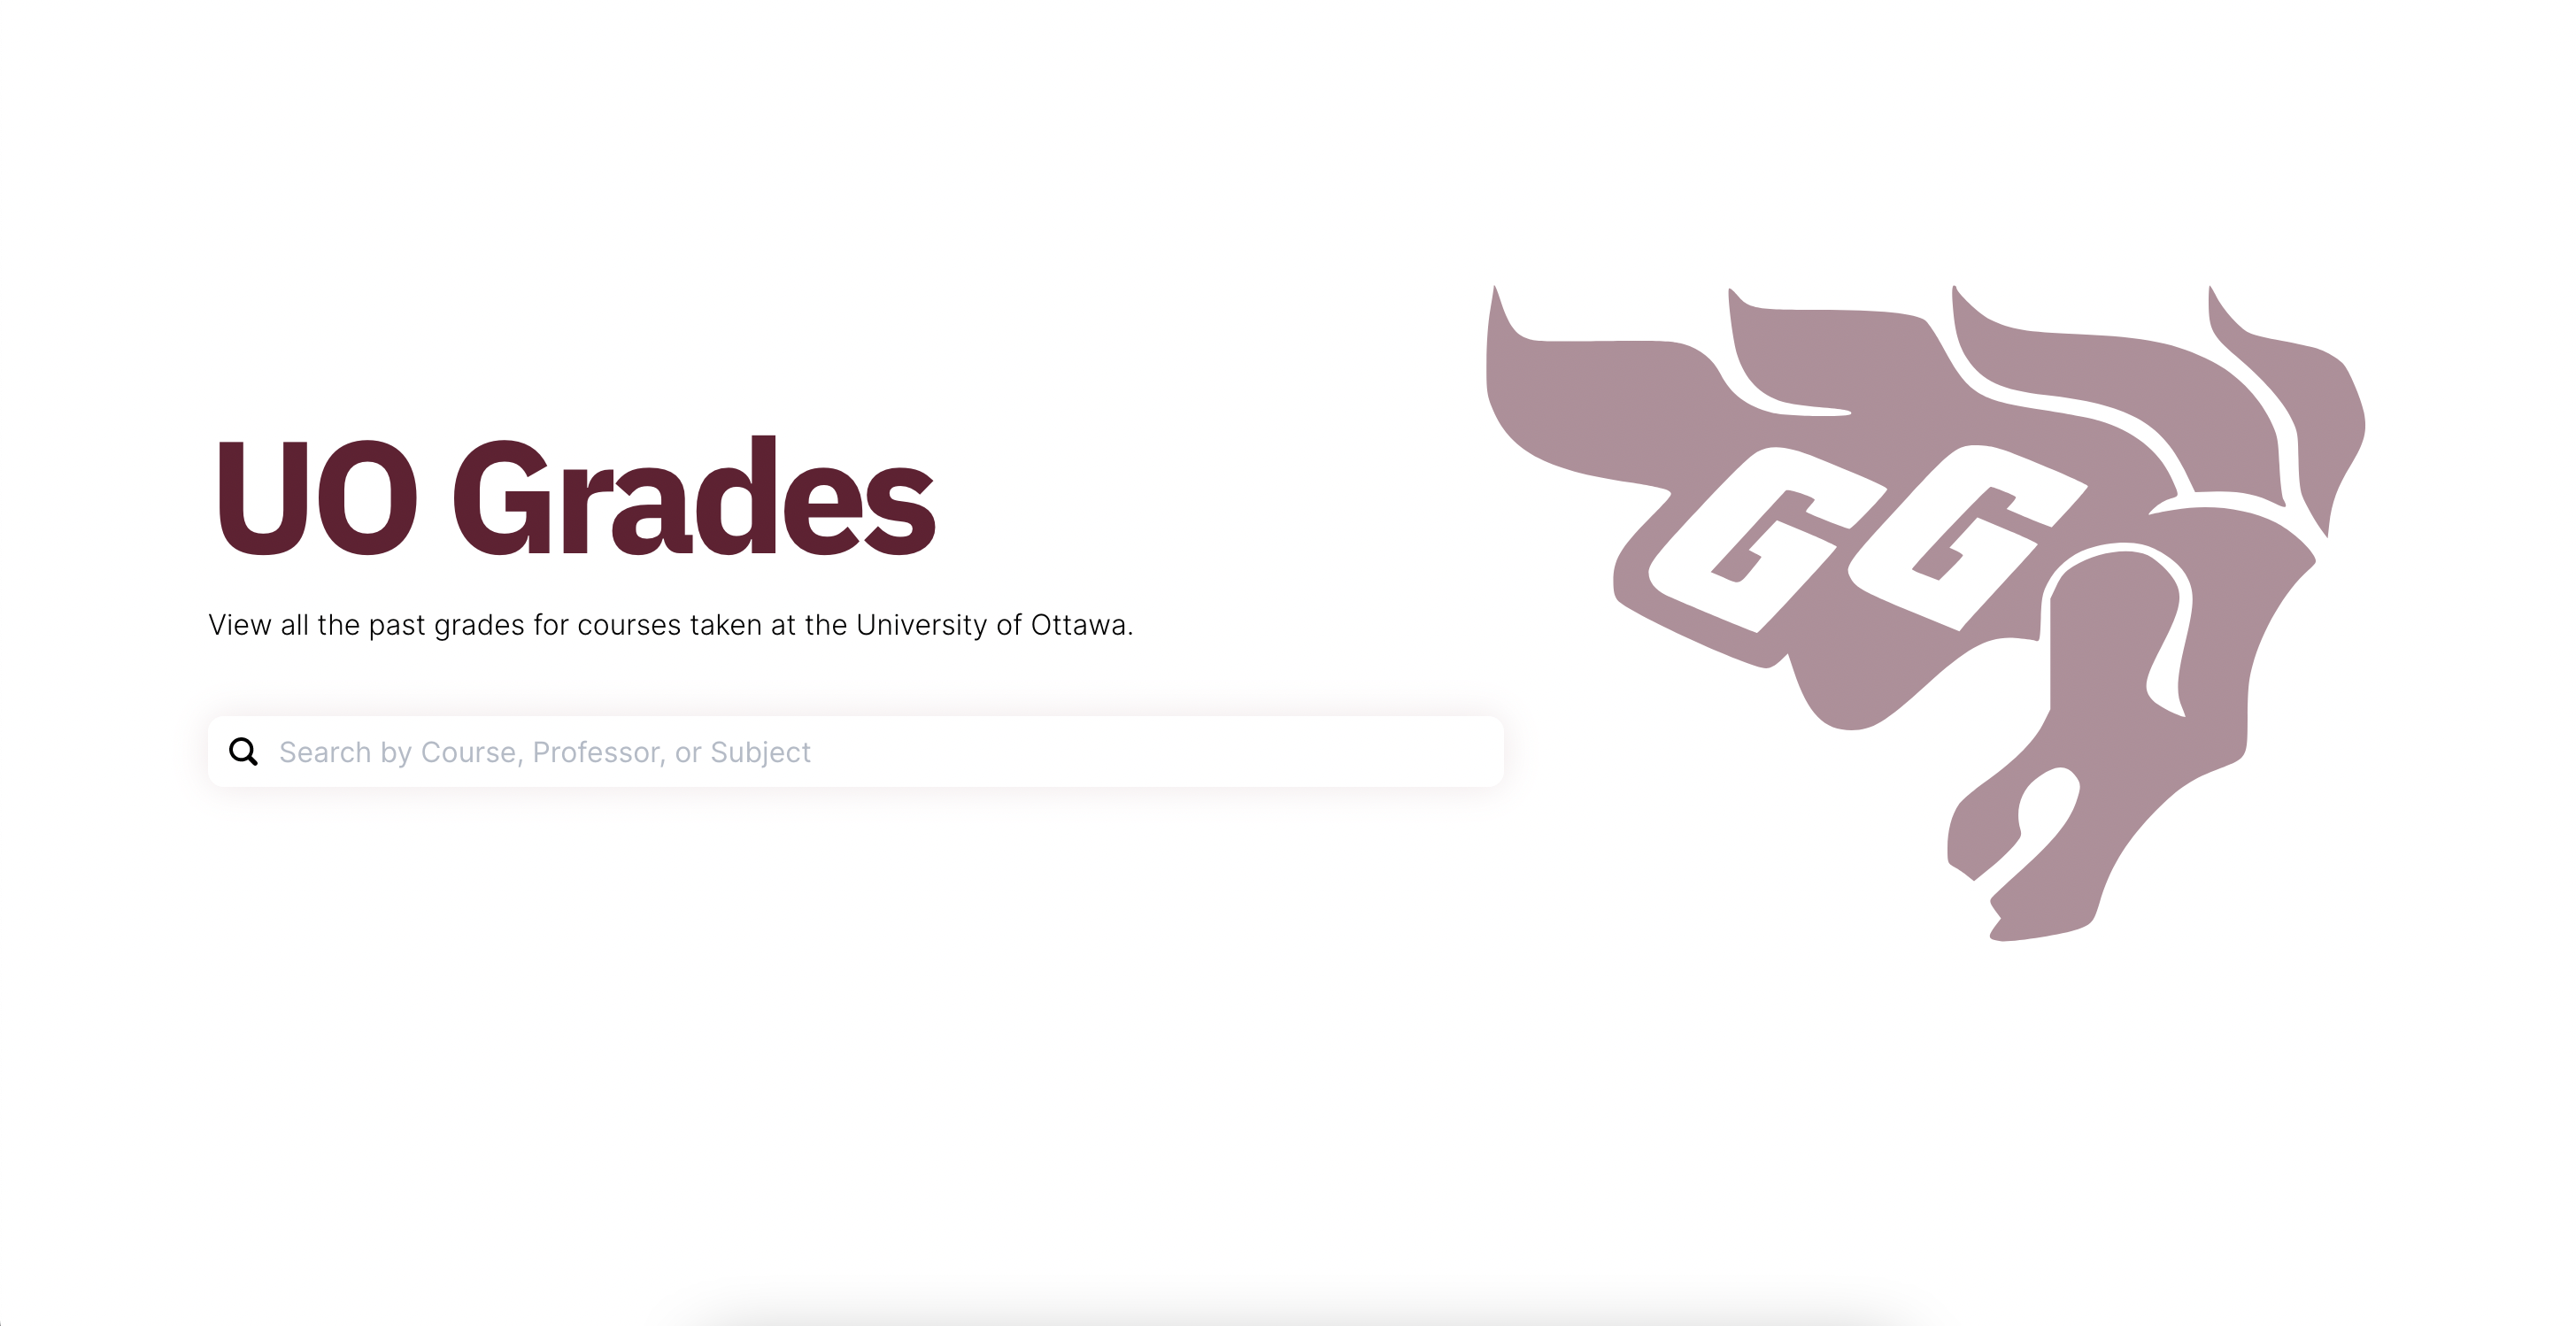 GG
UO Grades
View all the past grades for courses taken at the University of Ottawa.
Search by Course, Professor, or Subject